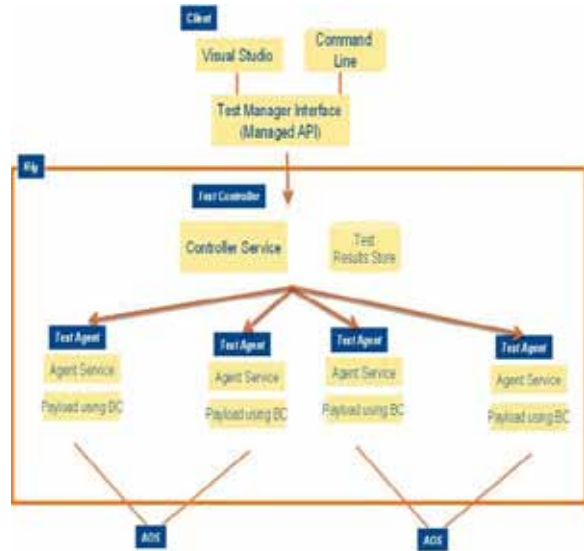 Client
Visual Studio
Command
Line
Test Manager Interface
(Managed API)
Rig
Test Controller
Controller Service
Test
Results Store
Test Agent
Agent Service
Payload using BC
Test Agent
Agent Service
Payload using BC
Test Agent
Agent Service
Payload using BC
Test Agent
Agent Service
Payload using BC
AOS
AOS